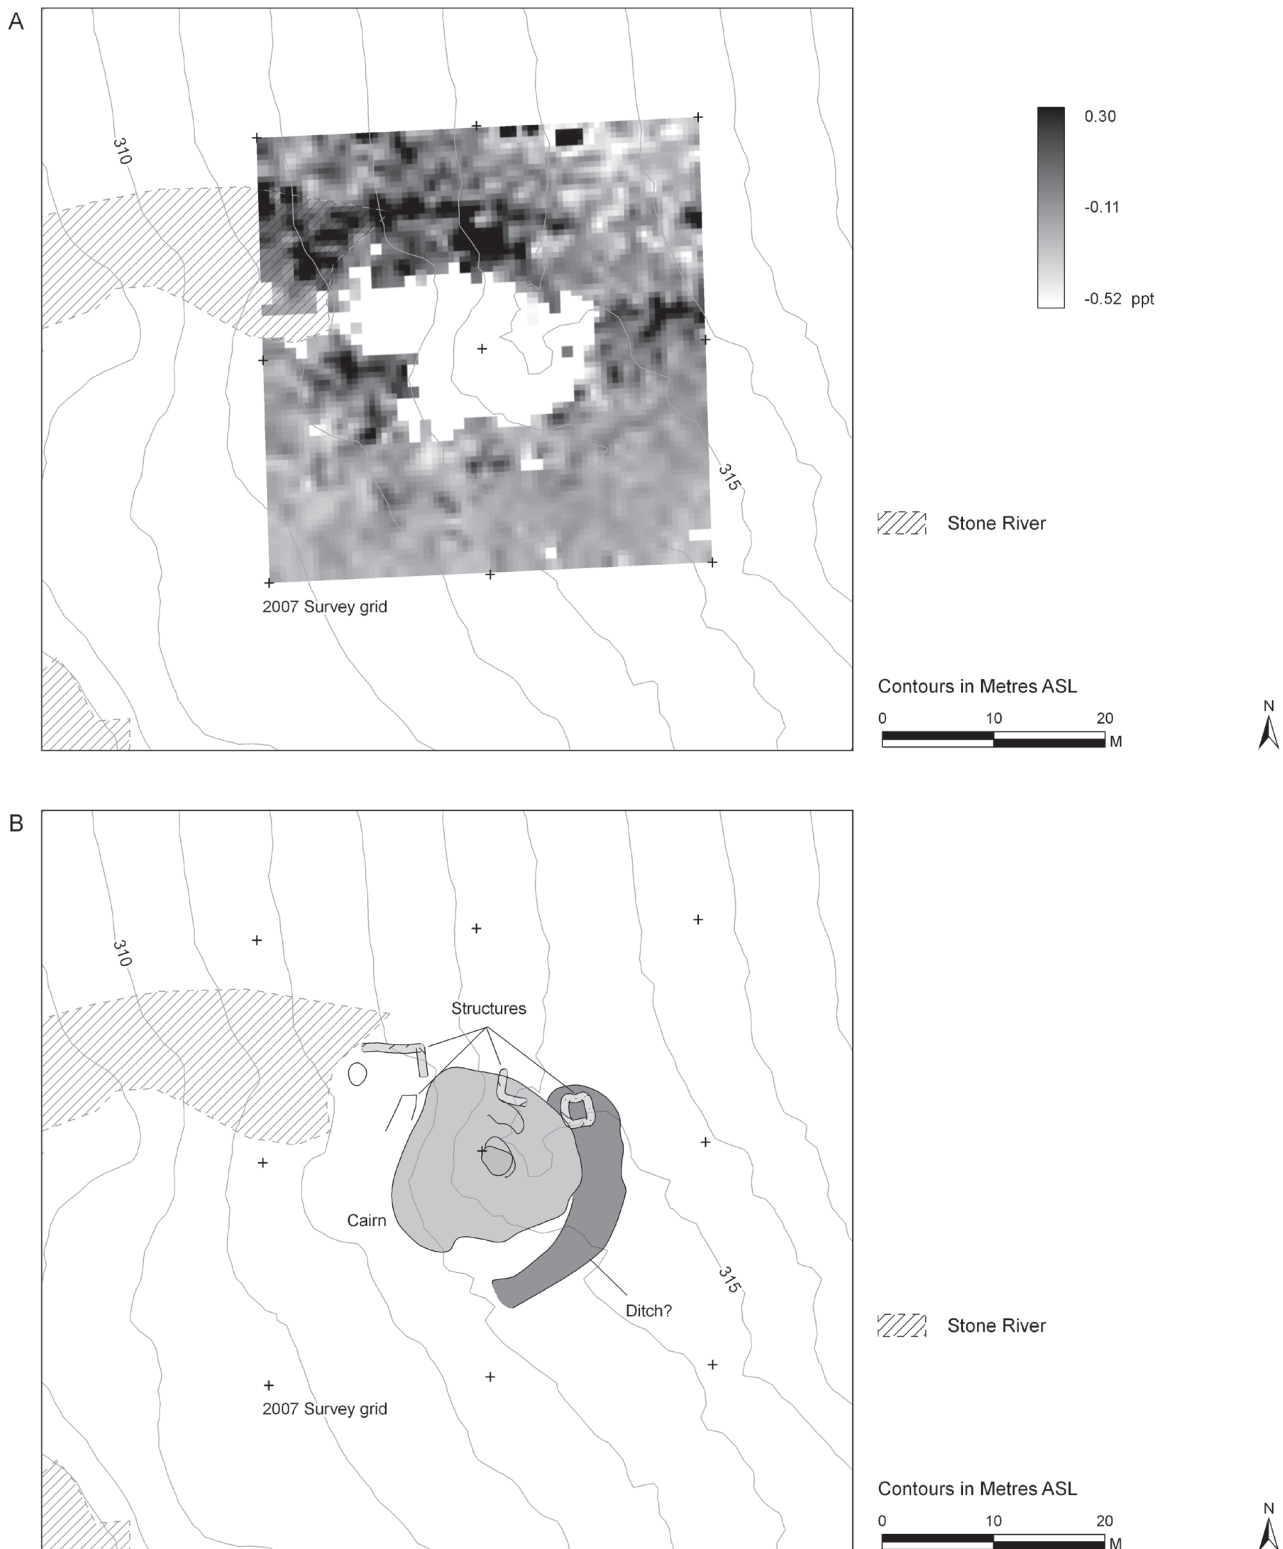 A
310
0.30
-0.11
-0.52 ppt
315
Stone River
2007 Survey grid
Contours in Metres ASL
0 10 20
M
N
B
310
Structures
Cairn
315
Ditch?
Stone River
2007 Survey grid
Contours in Metres ASL
0 10 20
M
N